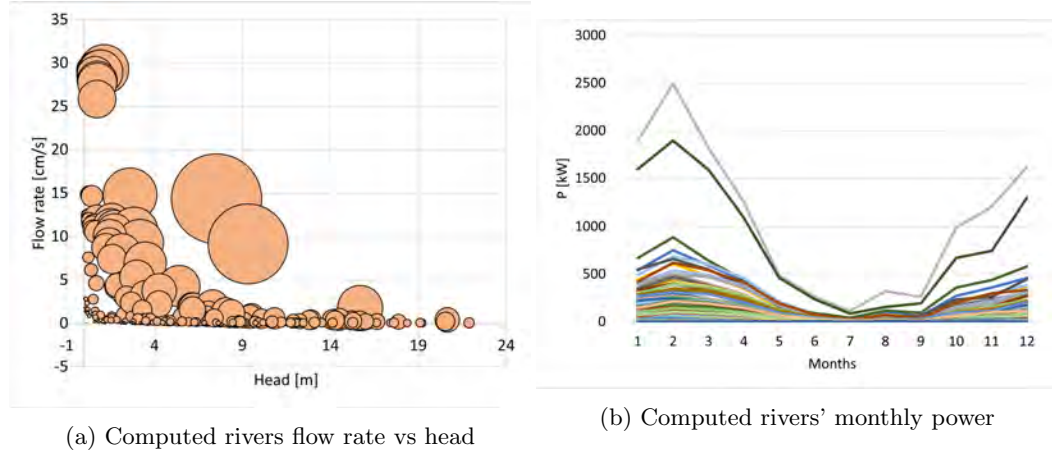 35
30
25
20
15
10
5
0
-5
Flow rate [cm/s]
-1 4 9 14 19 24
Head [m]
(a) Computed rivers flow rate vs head
3000
2500
2000
1500
1000
500
0
P [kW]
1 2 3 4 5 6 7 8 9 10 11 12
Months
(b) Computed rivers' monthly power